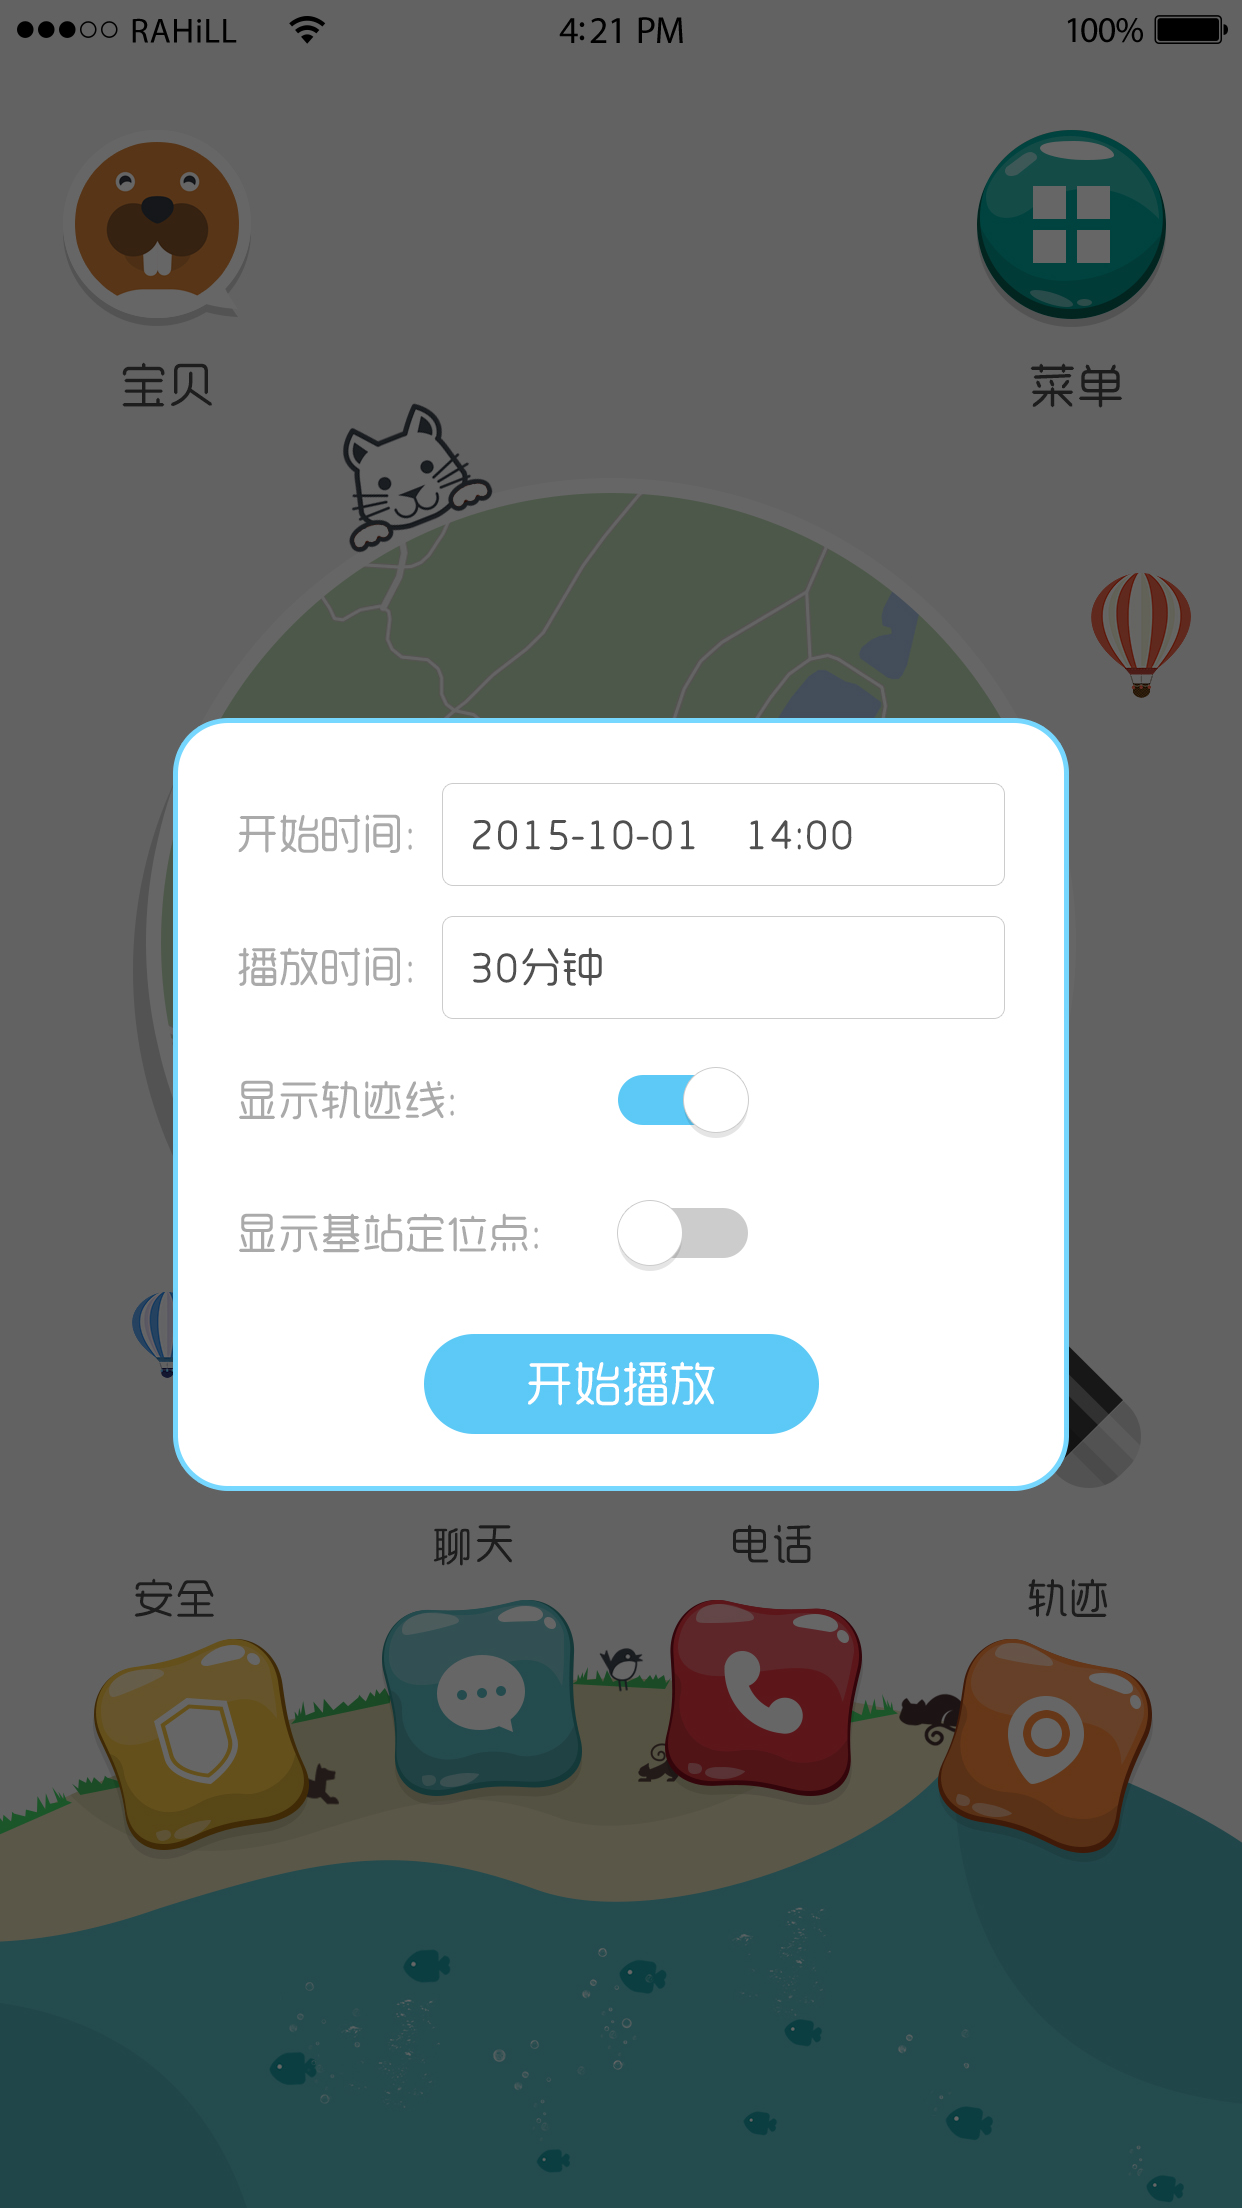 RAHiLL 4:21 PM 100%
宝贝 菜单
开始时间: 2015-10-01 14:00
播放时间: 30分钟
显示轨迹线:
显示基站定位点:
开始播放
聊天 电话
安全 轨迹